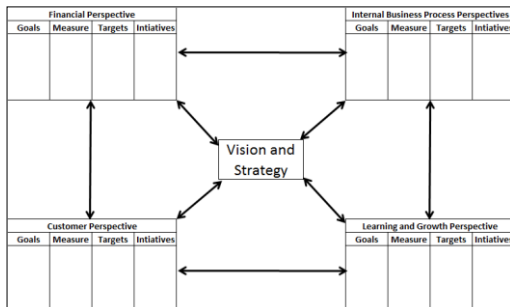 Financial Perspective
Goals Measure Targets Intiatives
Internal Business Process Perspectives
Goals Measure Targets Intiatives
Vision and
Strategy
Customer Perspective
Goals Measure Targets Intiatives
Learning and Growth Perspective
Goals Measure Targets Intiatives